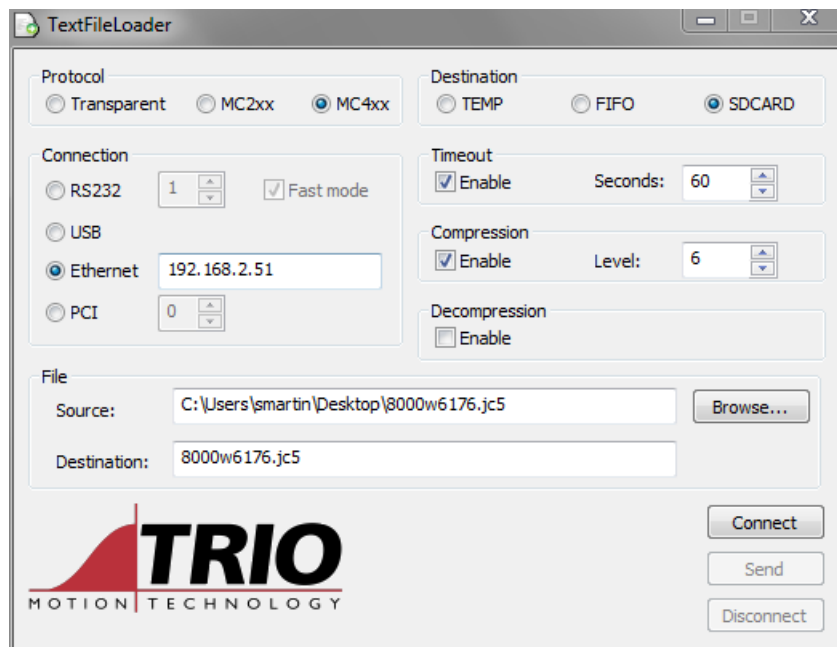 TextFileLoader
Protocol
Transparent MC2xx MC4xx
Destination
TEMP FIFO SDCARD
Connection
RS232 1 Fast mode
USB
Ethernet 192.168.2.51
PCI 0
Timeout
Enable Seconds: 60
Compression
Enable Level: 6
Decompression
Enable
File
Source: C:\Users\smartin\Desktop\8000w6176.jc5 Browse...
Destination: 8000w6176.jc5
TRIO
MOTION TECHNOLOGY
Connect
Send
Disconnect